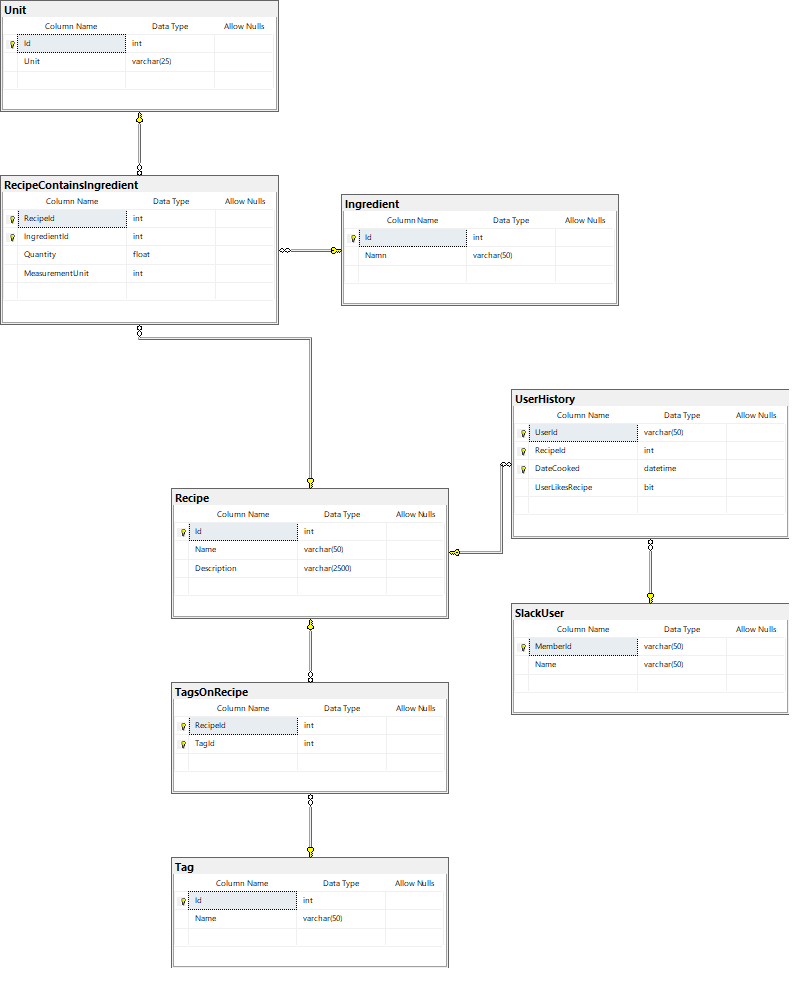 Unit
Column Name Data Type Allow Nulls
Id int
Unit varchar(25)
RecipeContainsIngredient
Column Name Data Type Allow Nulls
RecipeId int
IngredientId int
Quantity float
MeasurementUnit int
Ingredient
Column Name Data Type Allow Nulls
Id int
Namn varchar(50)
UserHistory
Column Name Data Type Allow Nulls
UserId varchar(50)
RecipeId int
DateCooked datetime
UserLikesRecipe bit
Recipe
Column Name Data Type Allow Nulls
Id int
Name varchar(50)
Description varchar(2500)
SlackUser
Column Name Data Type Allow Nulls
MemberId varchar(50)
Name varchar(50)
TagsOnRecipe
Column Name Data Type Allow Nulls
RecipeId int
TagId int
Tag
Column Name Data Type Allow Nulls
Id int
Name varchar(50)